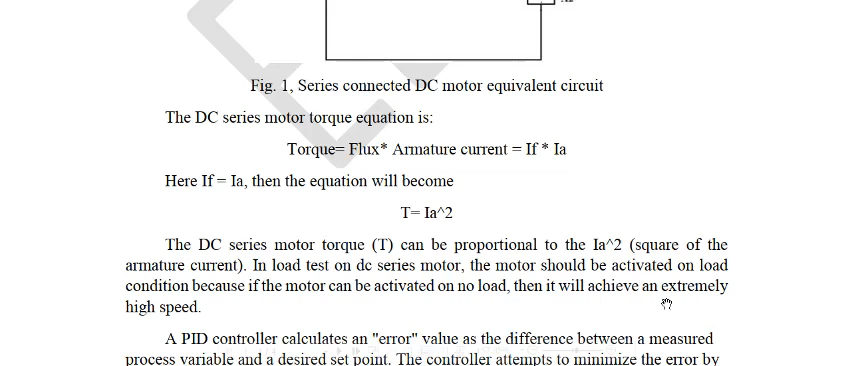 Fig. 1, Series connected DC motor equivalent circuit
The DC series motor torque equation is:
Torque= Flux* Armature current = If * Ia
Here If = Ia, then the equation will become
T= Ia^2
The DC series motor torque (T) can be proportional to the Ia^2 (square of the
armature current). In load test on dc series motor, the motor should be activated on load
condition because if the motor can be activated on no load, then it will achieve an extremely
high speed.
A PID controller calculates an "error" value as the difference between a measured
process variable and a desired set point. The controller attempts to minimize the error by